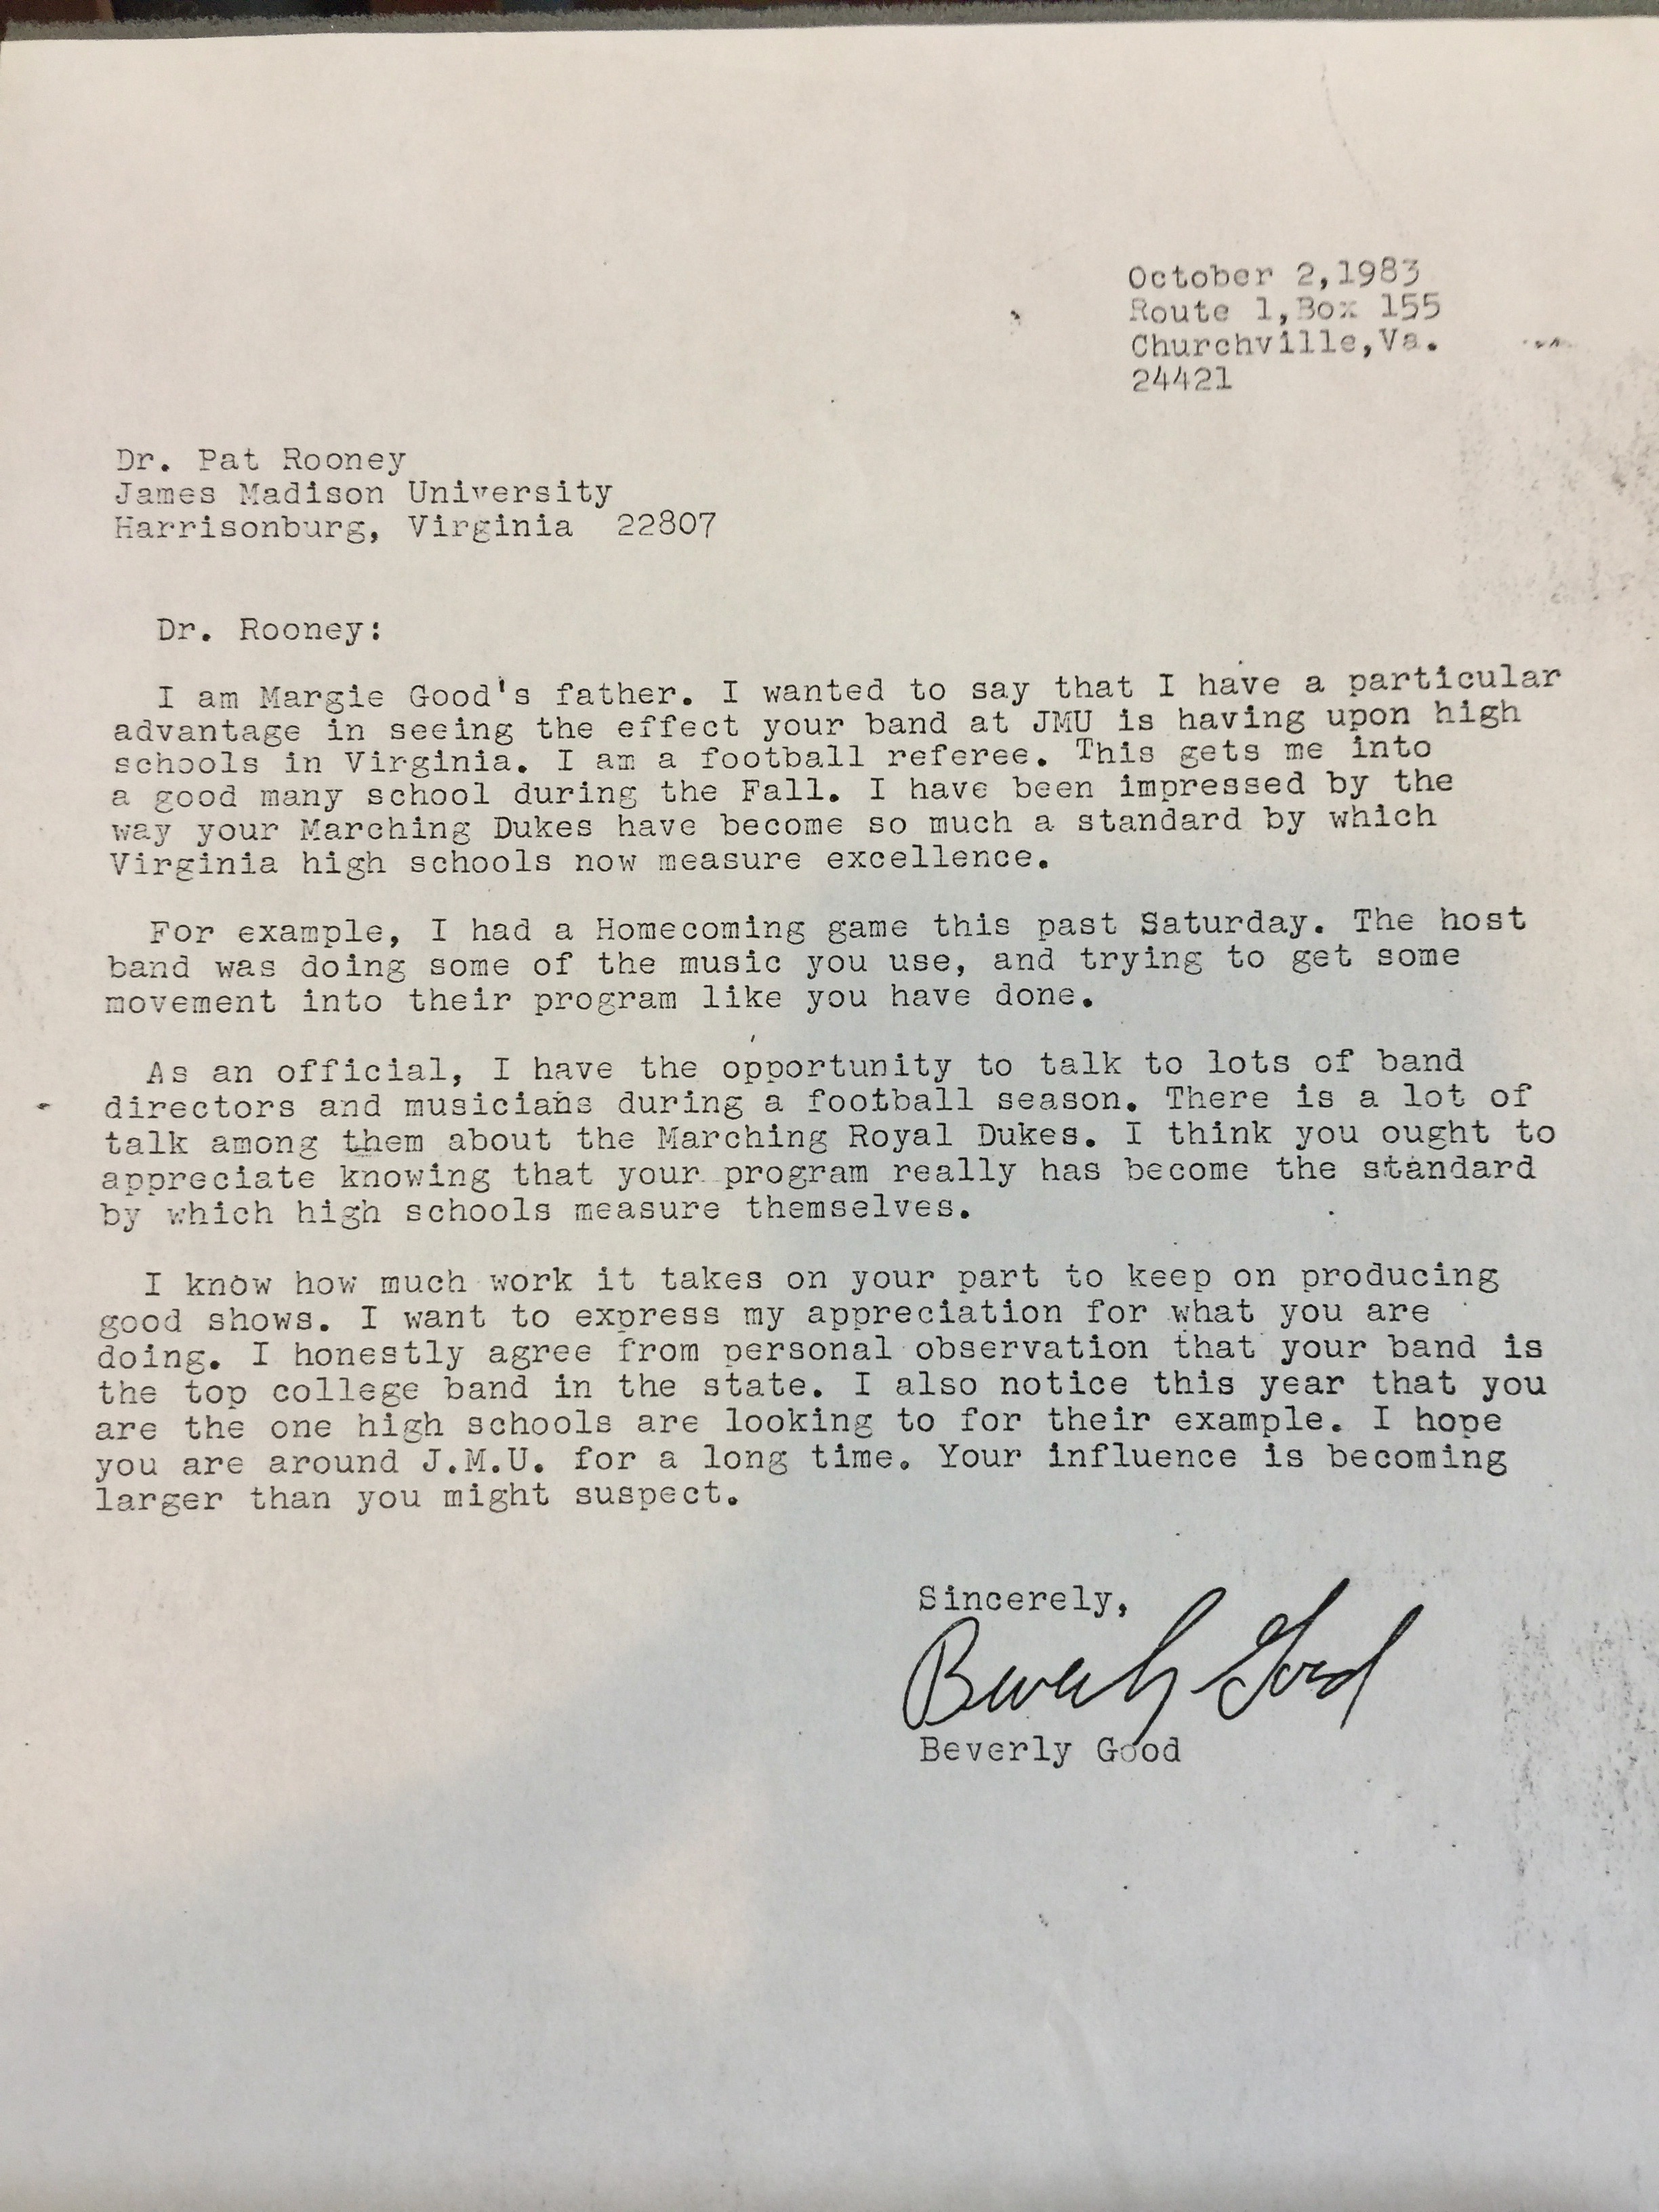 October 2,1983
Route 1,Box 155
Churchville,Va.
24421
Dr. Pat Rooney
James Madison University
Harrisonburg, Virginia  22807
Dr. Rooney:
I am Margie Good's father. I wanted to say that I have a particular
advantage in seeing the effect your band at JMU is having upon high
schools in Virginia. I am a football referee. This gets me into
a good many school during the Fall. I have been impressed by the
way your Marching Dukes have become so much a standard by which
Virginia high schools now measure excellence.
For example, I had a Homecoming game this past Saturday. The host
band was doing some of the music you use, and trying to get some
movement into their program like you have done.
As an official, I have the opportunity to talk to lots of band
directors and musicians during a football season. There is a lot of
talk among them about the Marching Royal Dukes. I think you ought to
appreciate knowing that your program really has become the standard
by which high schools measure themselves.
I know how much work it takes on your part to keep on producing
good shows. I want to express my appreciation for what you are
doing. I honestly agree from personal observation that your band is
the top college band in the state. I also notice this year that you
are the one high schools are looking to for their example. I hope
you are around J.M.U. for a long time. Your influence is becoming
larger than you might suspect.
Sincerely,
Beverly Good
Beverly Good